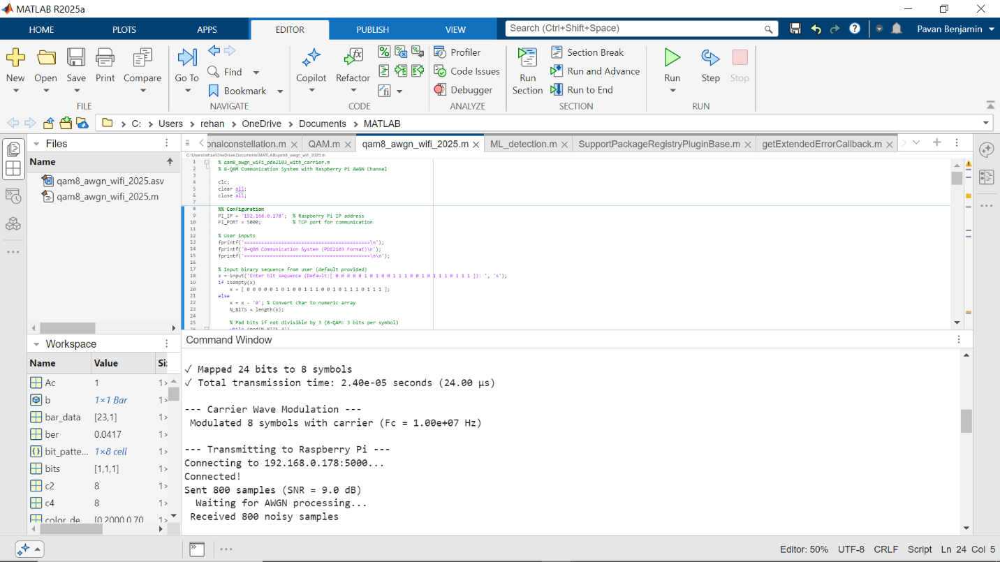 MATLAB R2025a
HOME PLOTS APPS EDITOR PUBLISH VIEW Search (Ctrl+Shift+Space) Pavan Benjamin
New Open Save Print Compare
FILE
Go To Find Bookmark
NAVIGATE
Copilot Refactor
CODE
Profiler
Code Issues
Debugger
ANALYZE
Run Section
Section Break
Run and Advance
Run to End
SECTION
Run Step Stop
RUN
C: Users rehan OneDrive Documents MATLAB
Files
Name
qam8_awgn_wifi_2025.asv
qam8_awgn_wifi_2025.m
onalconstellation.m QAM.m qam8_awgn_wifi_2025.m ML_detection.m SupportPackageRegistryPluginBase.m getExtendedErrorCallback.m
C:\Users\rehan\OneDrive\Documents\MATLAB\qam8_awgn_wifi_2025.m
1 % qam8_awgn_wifi_pde2103_with_carrier.m
2 % 8-QAM Communication System with Raspberry Pi AWGN Channel
3
4 clc;
5 clear all;
6 close all;
7
8 %% Configuration
9 PI_IP = '192.168.0.178'; % Raspberry Pi IP address
10 PI_PORT = 5000; % TCP port for communication
11
12 % User inputs
13 fprintf('============================================\n');
14 fprintf('8-QAM Communication System (PDE2103 Format)\n');
15 fprintf('============================================\n\n');
16
17 % Input binary sequence from user (default provided)
18 x = input('Enter bit sequence (Default:[ 0 0 0 0 0 1 0 1 0 0 1 1 1 0 0 1 0 1 1 1 0 1 1 1 ]): ', 's');
19 if isempty(x)
20 x = [ 0 0 0 0 0 1 0 1 0 0 1 1 1 0 0 1 0 1 1 1 0 1 1 1 ];
21 else
22 x = x - '0'; % Convert char to numeric array
23 N_BITS = length(x);
24
25 % Pad bits if not divisible by 3 (8-QAM: 3 bits per symbol)
26 while (mod(N_BITS,3))
Workspace
Name Value Si
Ac 1 1×
b 1×1 Bar 1×
bar_data [23,1] 1×
ber 0.0417 1×
bit_patte... 1×8 cell 1×
bits [1,1,1] 1×
c2 8 1×
c4 8 1×
color_de [0.2000,0.70
Command Window
✓ Mapped 24 bits to 8 symbols
✓ Total transmission time: 2.40e-05 seconds (24.00 µs)
--- Carrier Wave Modulation ---
Modulated 8 symbols with carrier (Fc = 1.00e+07 Hz)
--- Transmitting to Raspberry Pi ---
Connecting to 192.168.0.178:5000...
Connected!
Sent 800 samples (SNR = 9.0 dB)
Waiting for AWGN processing...
Received 800 noisy samples
Editor: 50% UTF-8 CRLF Script Ln 24 Col 5